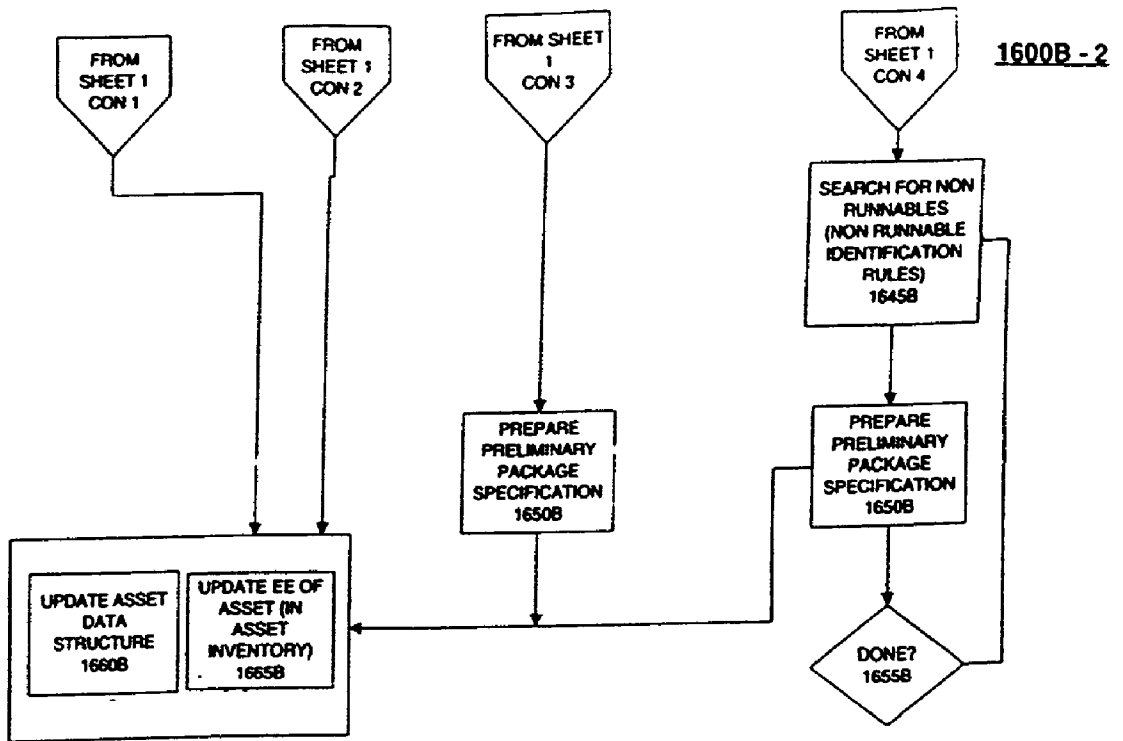 FROM
SHEET 1
CON 1
FROM
SHEET 1
CON 2
FROM SHEET
1
CON 3
FROM
SHEET 1
CON 4
1600B - 2
SEARCH FOR NON
RUNNABLES
(NON RUNNABLE
IDENTIFICATION
RULES)
1645B
PREPARE
PRELIMINARY
PACKAGE
SPECIFICATION
1650B
PREPARE
PRELIMINARY
PACKAGE
SPECIFICATION
1650B
UPDATE ASSET
DATA
STRUCTURE
1660B
UPDATE EE OF
ASSET (IN
ASSET
INVENTORY)
1665B
DONE?
1655B